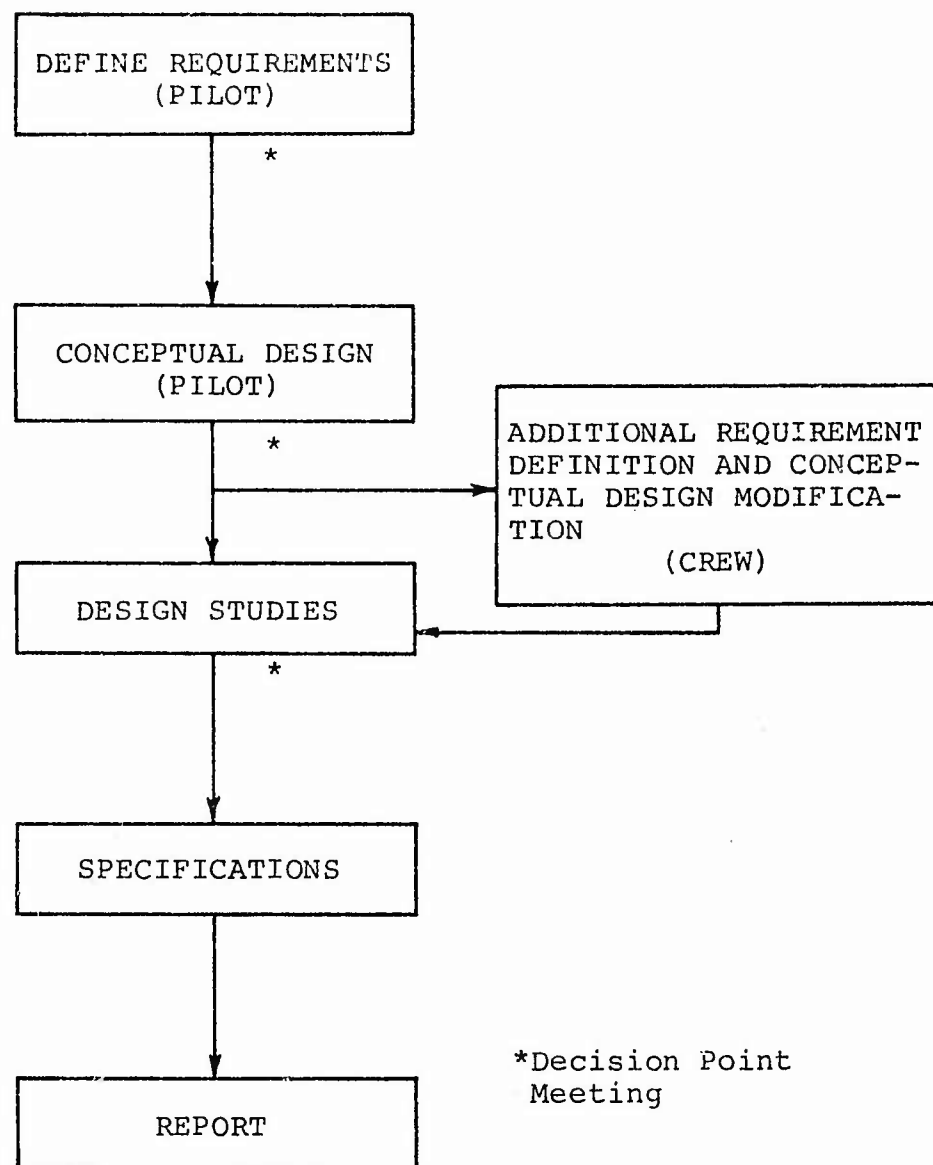 DEFINE REQUIREMENTS
(PILOT)
*
CONCEPTUAL DESIGN
(PILOT)
*
ADDITIONAL REQUIREMENT
DEFINITION AND CONCEP-
TUAL DESIGN MODIFICA-
TION
(CREW)
DESIGN STUDIES
*
SPECIFICATIONS
*Decision Point
Meeting
REPORT